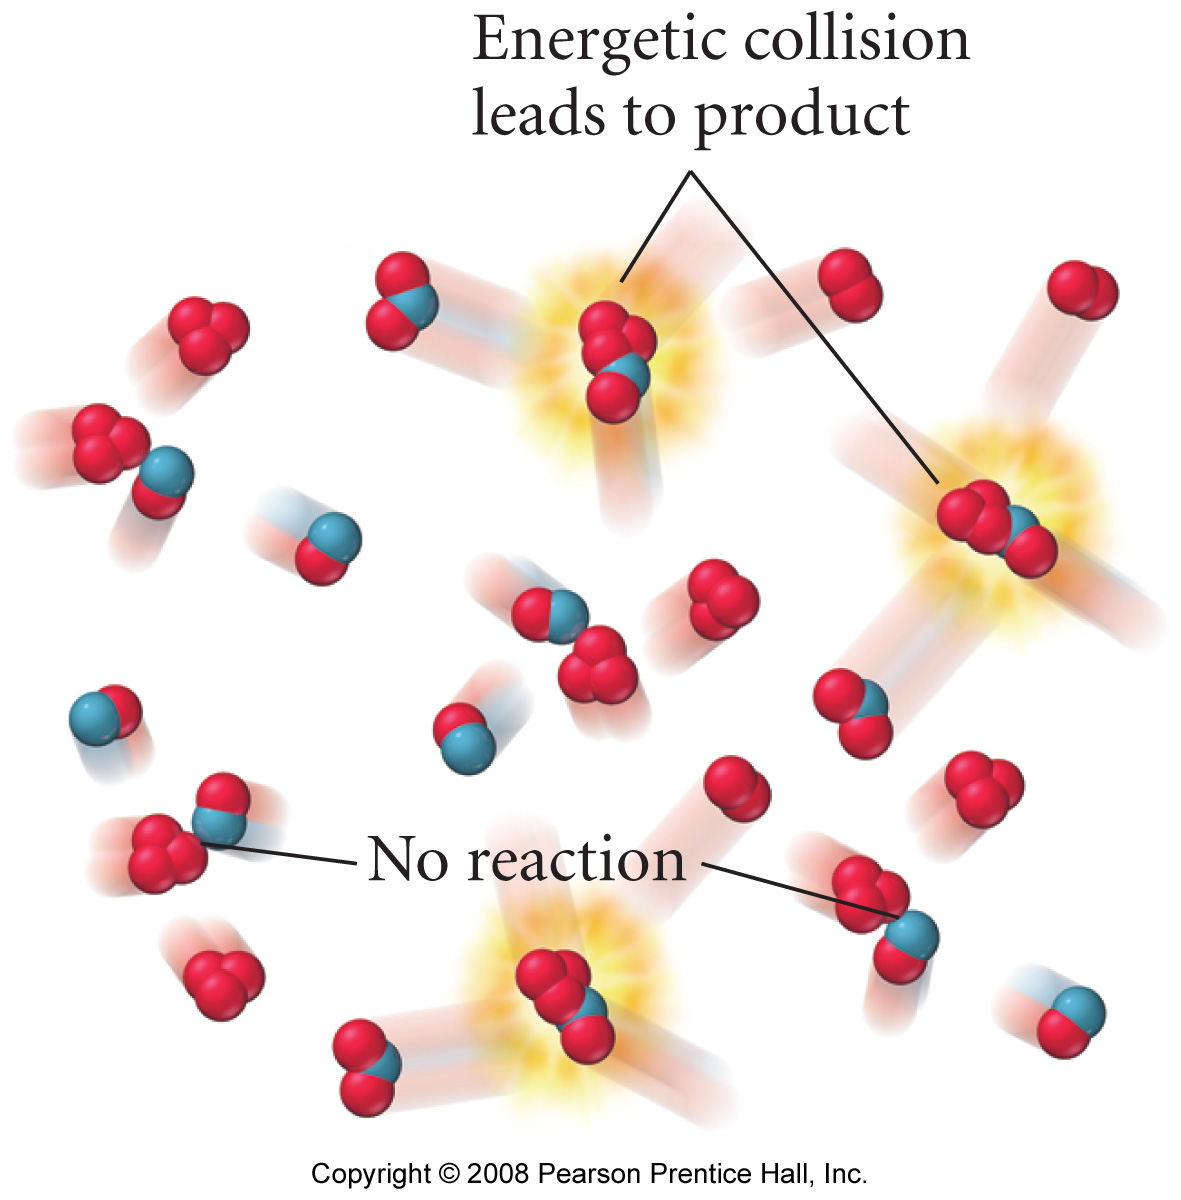 Energetic collision
leads to product
No reaction
Copyright © 2008 Pearson Prentice Hall, Inc.